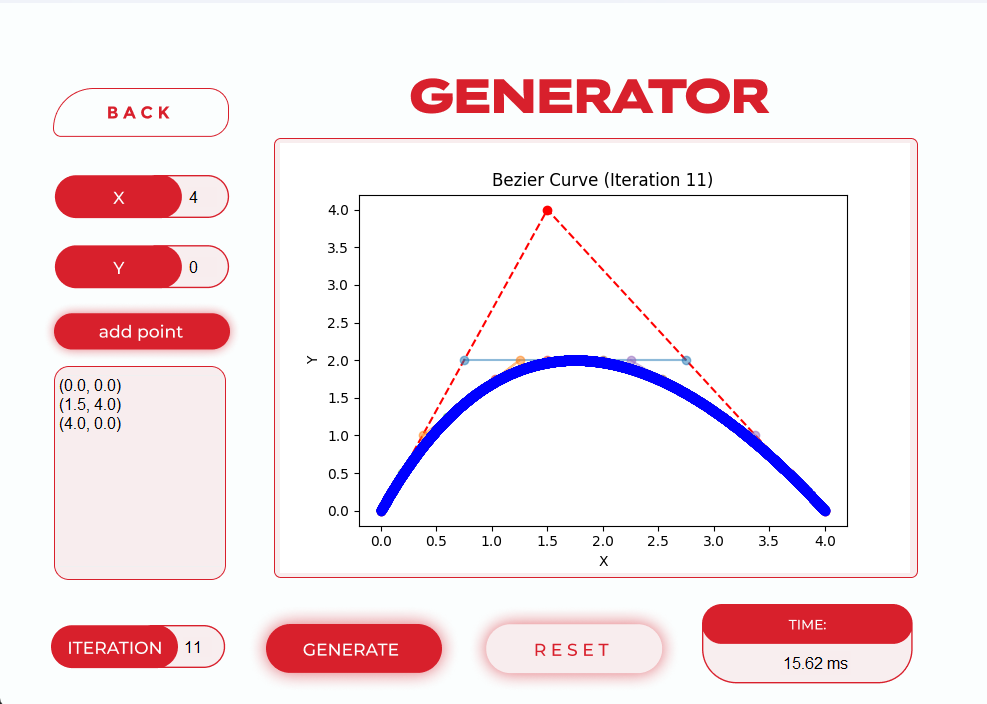 GENERATOR
BACK
X 4
Y 0
add point
(0.0, 0.0)
(1.5, 4.0)
(4.0, 0.0)
Bezier Curve (Iteration 11)
4.0
3.5
3.0
2.5
2.0
1.5
1.0
0.5
0.0
Y
0.0 0.5 1.0 1.5 2.0 2.5 3.0 3.5 4.0
X
ITERATION 11
GENERATE
RESET
TIME:
15.62 ms